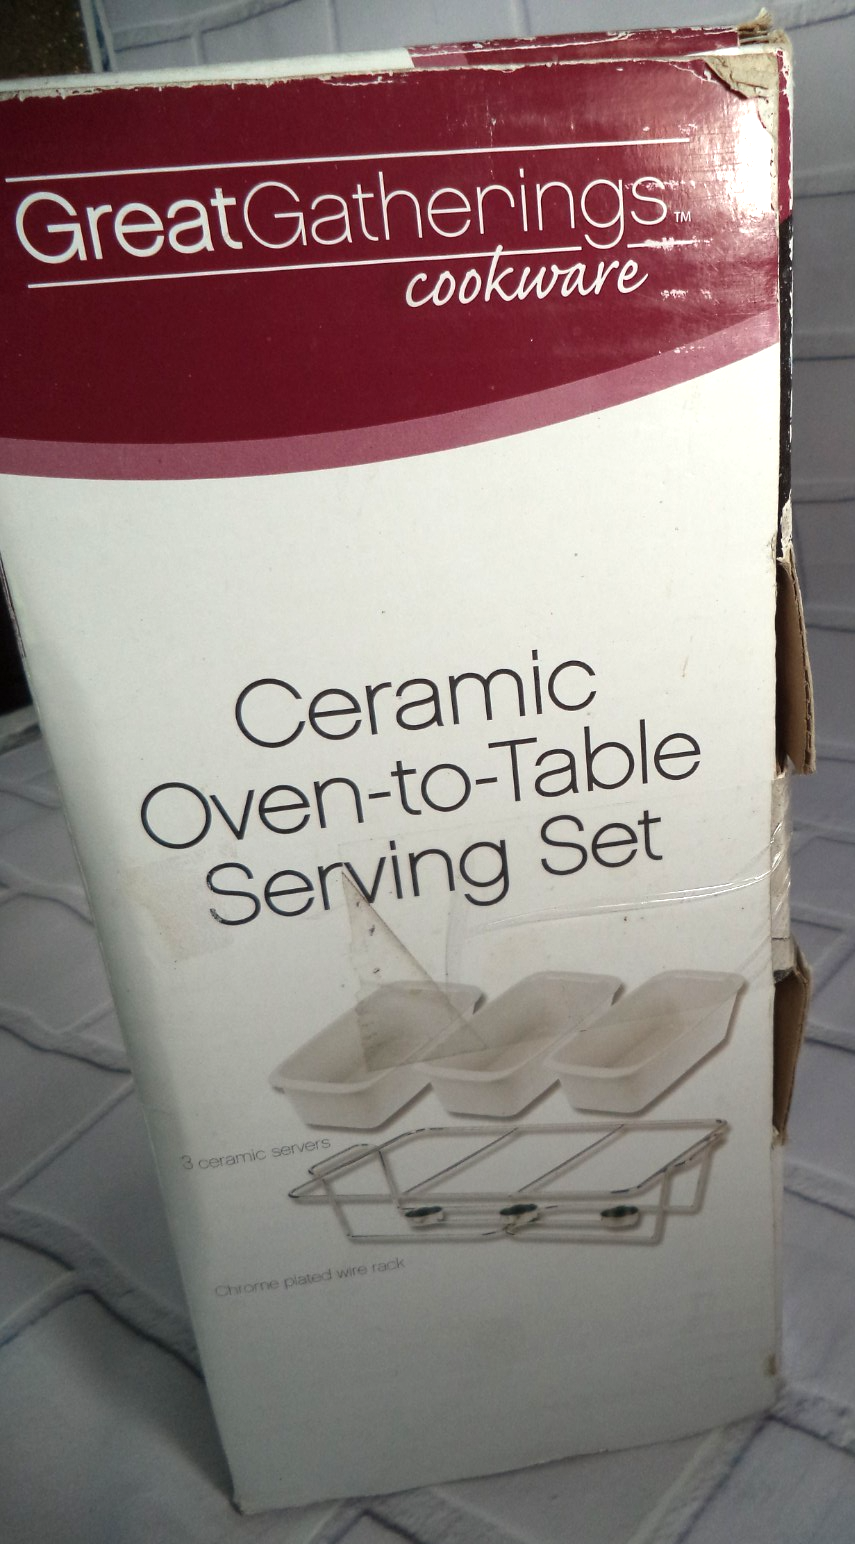 GreatGatherings™
cookware
Ceramic
Oven-to-Table
Serving Set
3 ceramic servers
Chrome plated wire rack